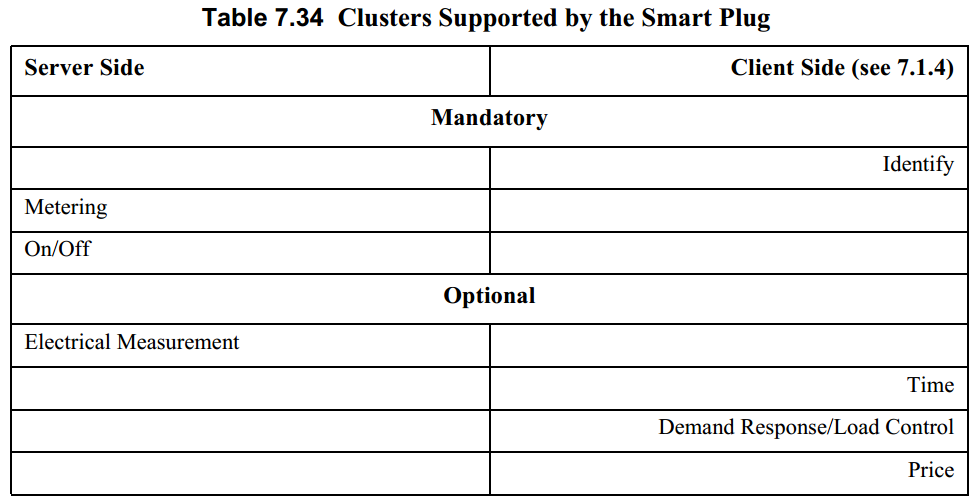 Table 7.34 Clusters Supported by the Smart Plug
Server Side Client Side (see 7.1.4)
Mandatory
Identify
Metering
On/Off
Optional
Electrical Measurement
Time
Demand Response/Load Control
Price